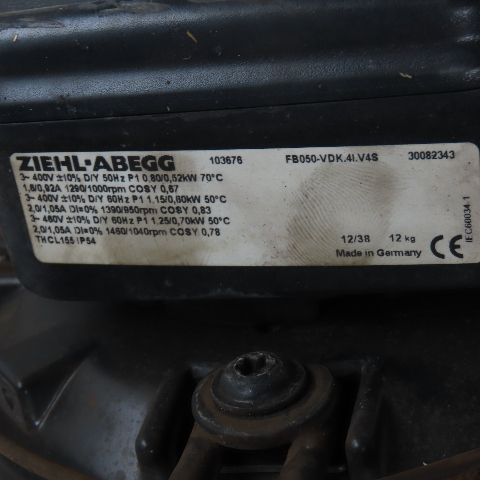 ZIEHL-ABEGG 103676 FB050-VDK.4I.V4S 30082343
3~ 400V ±10% D/Y 50Hz P1 0,80/0,52kW 70°C
1,6/0,92A 1290/1000rpm COSY 0,67
3~ 400V ±10% D/Y 60Hz P1 1.15/0,80kW 50°C
2,0/1,05A DI=0% 1390/950rpm COSY 0,83
3~ 460V ±10% D/Y 60Hz P1 1.25/0,70kW 50°C
2,0/1,05A DI=0% 1460/1040rpm COSY 0,78
THCL155 IP54
12/38 12 kg
Made in Germany CE
IEC60034-1